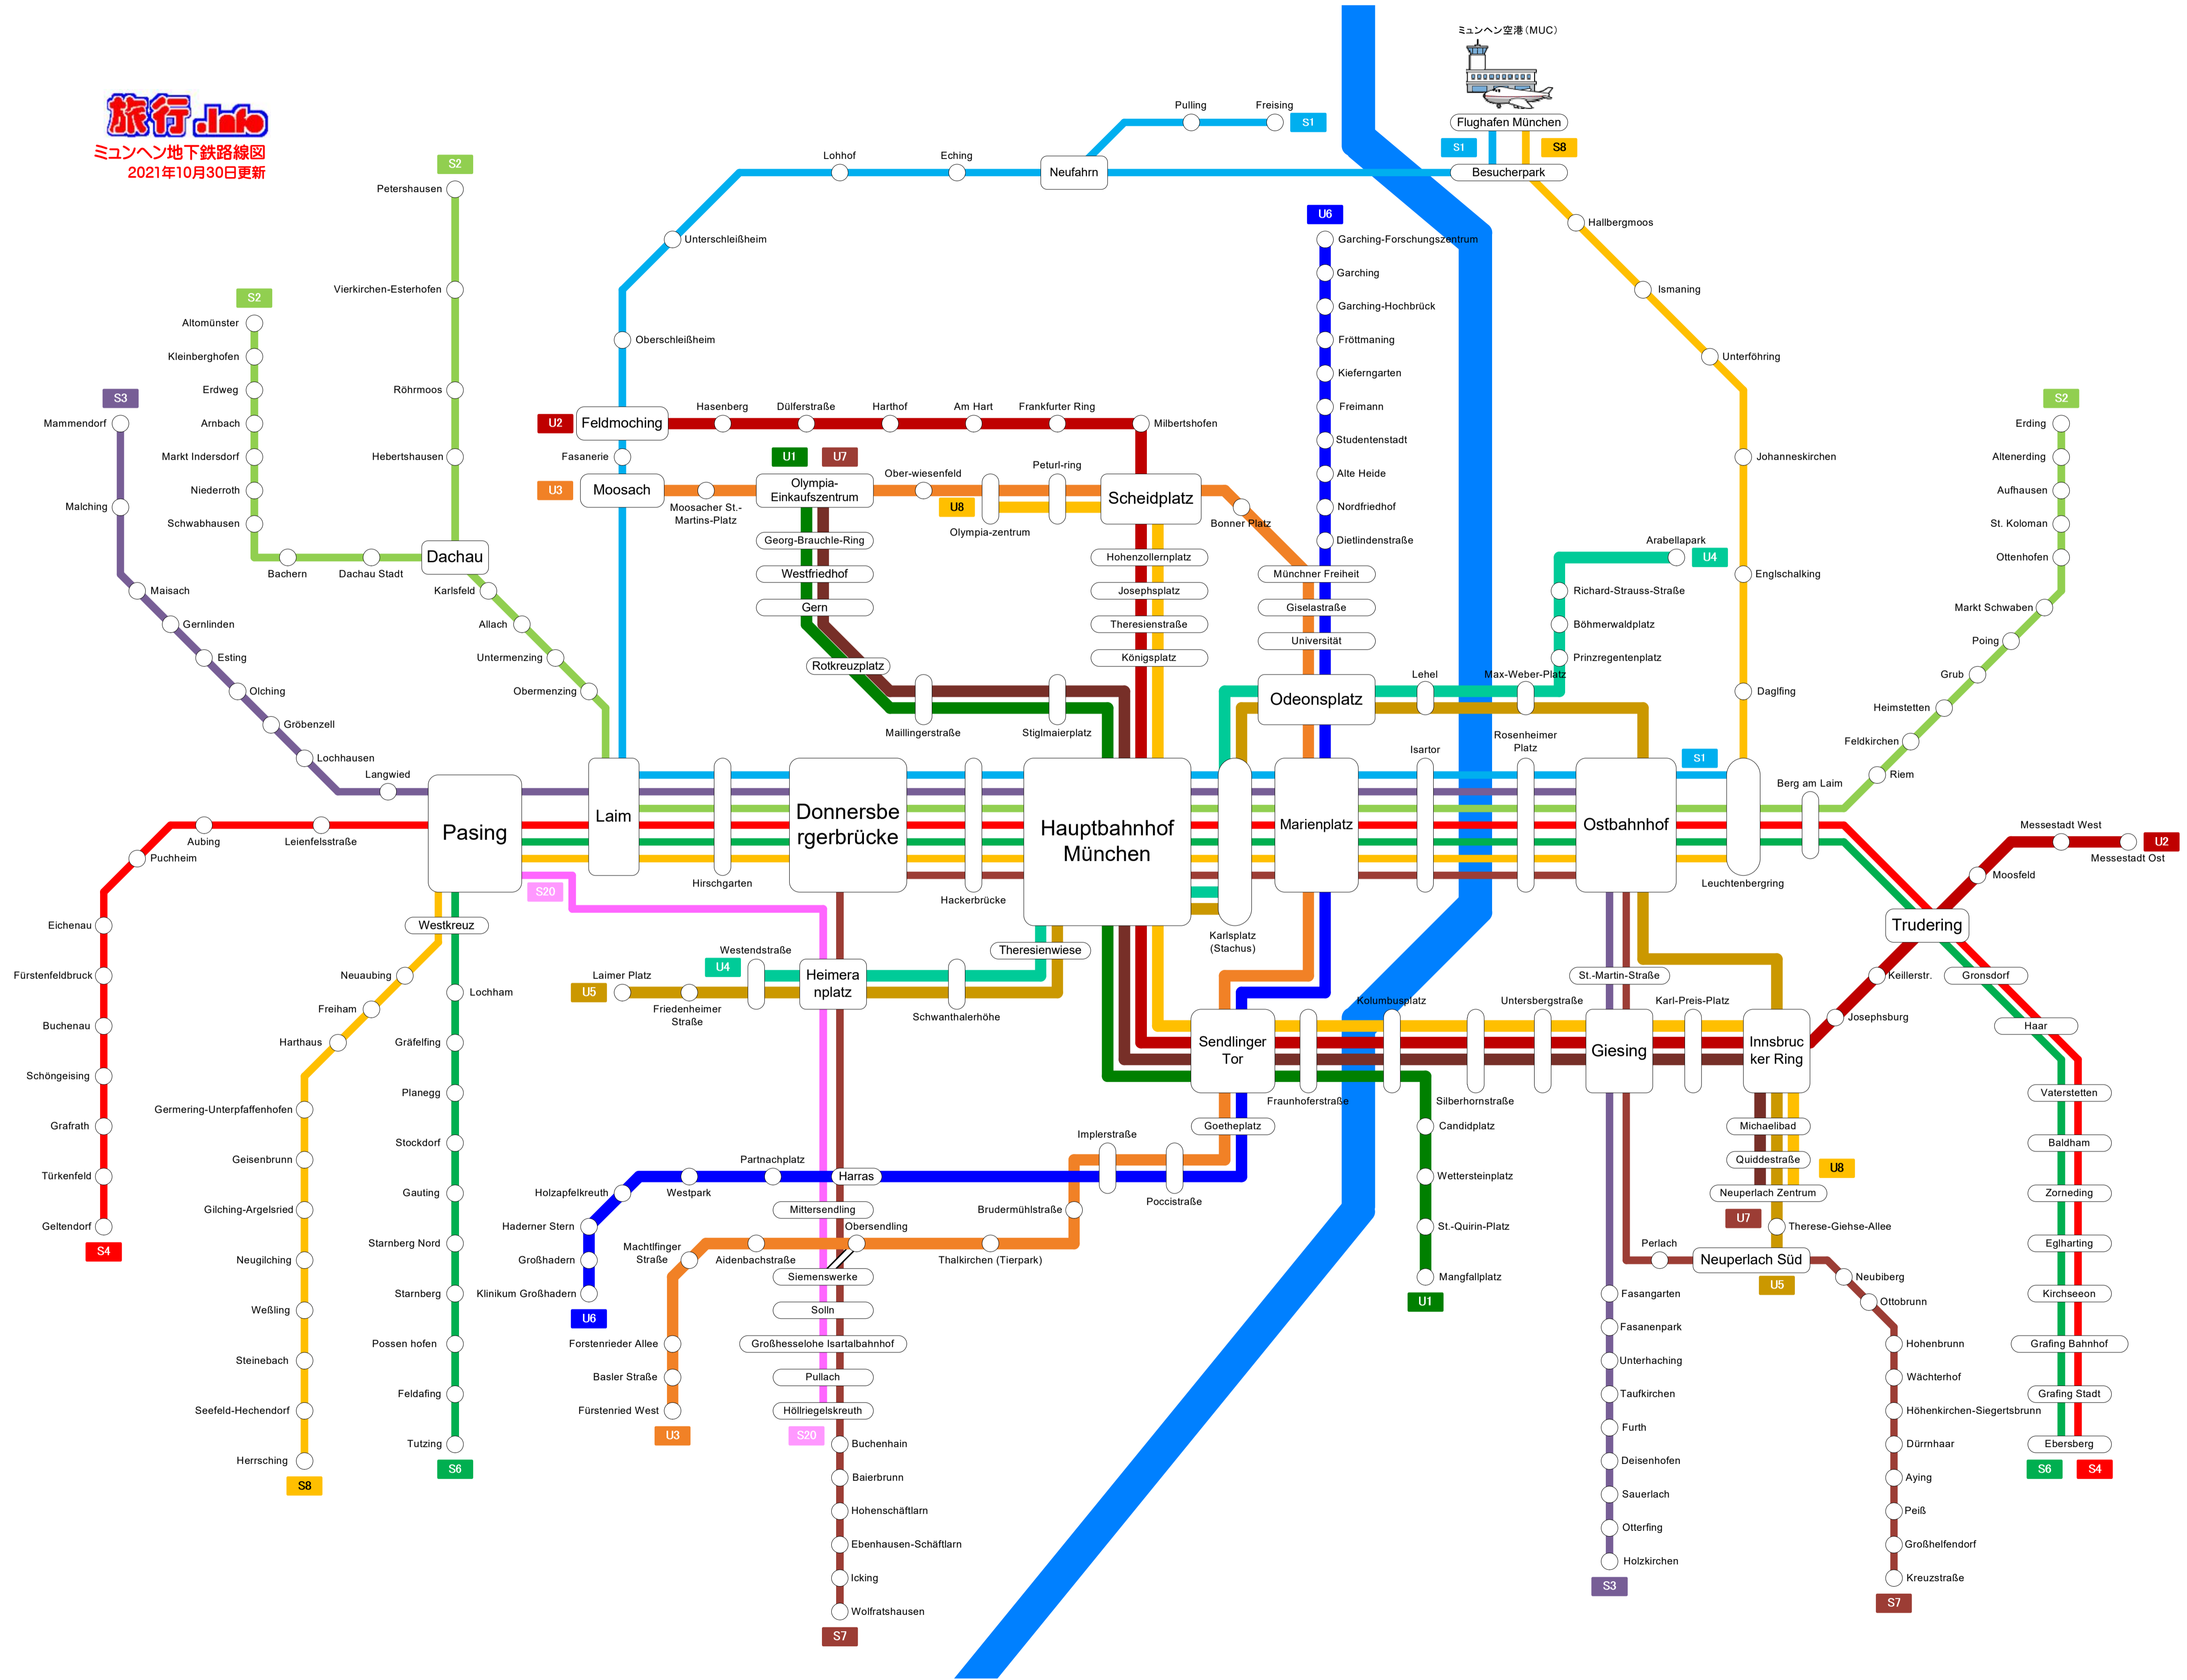 ミュンヘン空港（MUC）
旅行.Info
ミュンヘン地下鉄路線図
2021年10月30日更新
Pulling
Freising
S1
Flughafen München
S1
S8
Lohhof
Eching
Neufahrn
Besucherpark
S2
Petershausen
U6
Hallbergmoos
Unterschleißheim
Garching-Forschungszentrum
Garching
Vierkirchen-Esterhofen
Ismaning
S2
Garching-Hochbrück
Altomünster
Oberschleißheim
Fröttmaning
Kleinberghofen
Unterföhring
Kieferngarten
Erdweg
Röhrmoos
S3
S2
Hasenberg
Dülferstraße
Harthof
Am Hart
Frankfurter Ring
Freimann
Mammendorf
Arnbach
U2
Feldmoching
Milbertshofen
Erding
Studentenstadt
Markt Indersdorf
Hebertshausen
Fasanerie
U1
U7
Johanneskirchen
Altenerding
Ober-wiesenfeld
Peturl-ring
Alte Heide
Niederroth
U3
Moosach
Olympia-
Einkaufszentrum
Scheidplatz
Aufhausen
Malching
Moosacher St.-
Martins-Platz
U8
Nordfriedhof
Schwabhausen
Olympia-zentrum
Bonner Platz
St. Koloman
Georg-Brauchle-Ring
Dietlindenstraße
Arabellapark
Dachau
Hohenzollernplatz
U4
Ottenhofen
Bachern
Dachau Stadt
Westfriedhof
Münchner Freiheit
Englschalking
Maisach
Karlsfeld
Josephsplatz
Richard-Strauss-Straße
Gern
Giselastraße
Markt Schwaben
Gernlinden
Allach
Theresienstraße
Böhmerwaldplatz
Universität
Poing
Esting
Untermenzing
Rotkreuzplatz
Königsplatz
Prinzregentenplatz
Lehel
Max-Weber-Platz
Grub
Olching
Obermenzing
Odeonsplatz
Daglfing
Heimstetten
Gröbenzell
Maillingerstraße
Stiglmaierplatz
Rosenheimer
Platz
Feldkirchen
Lochhausen
Isartor
S1
Langwied
Riem
Berg am Laim
Pasing
Laim
Donnersbe
rgerbrücke
Hauptbahnhof
München
Marienplatz
Ostbahnhof
Messestadt West
Aubing
Leienfelsstraße
U2
Puchheim
Messestadt Ost
Hirschgarten
Leuchtenbergring
Moosfeld
S20
Hackerbrücke
Eichenau
Westkreuz
Trudering
Karlsplatz
(Stachus)
Westendstraße
Theresienwiese
U4
Fürstenfeldbruck
Neuaubing
Laimer Platz
Heimera
nplatz
St.-Martin-Straße
Keillerstr.
Gronsdorf
U5
Lochham
Freiham
Friedenheimer
Straße
Schwanthalerhöhe
Kolumbusplatz
Untersbergstraße
Karl-Preis-Platz
Buchenau
Josephsburg
Haar
Harthaus
Gräfelfing
Sendlinger
Tor
Giesing
Innsbruc
ker Ring
Schöngeising
Planegg
Vaterstetten
Germering-Unterpfaffenhofen
Fraunhoferstraße
Silberhornstraße
Grafrath
Goetheplatz
Candidplatz
Michaelibad
Implerstraße
Stockdorf
Baldham
Geisenbrunn
Partnachplatz
Quiddestraße
U8
Türkenfeld
Harras
Wettersteinplatz
Gauting
Holzapfelkreuth
Westpark
Poccistraße
Neuperlach Zentrum
Zorneding
Gilching-Argelsried
Mittersendling
Brudermühlstraße
U7
Geltendorf
Haderner Stern
Obersendling
St.-Quirin-Platz
Therese-Giehse-Allee
S4
Starnberg Nord
Machtlfinger
Straße
Perlach
Eglharting
Neugilching
Großhadern
Aidenbachstraße
Thalkirchen (Tierpark)
Neuperlach Süd
Siemenswerke
Mangfallplatz
Neubiberg
U5
Starnberg
Klinikum Großhadern
Fasangarten
Kirchseeon
Weßling
U6
Solln
U1
Ottobrunn
Fasanenpark
Possen hofen
Forstenrieder Allee
Großhesselohe Isartalbahnhof
Hohenbrunn
Grafing Bahnhof
Steinebach
Unterhaching
Basler Straße
Pullach
Wächterhof
Feldafing
Taufkirchen
Grafing Stadt
Seefeld-Hechendorf
Fürstenried West
Höllriegelskreuth
Höhenkirchen-Siegertsbrunn
Furth
U3
S20
Tutzing
Buchenhain
Dürrnhaar
Ebersberg
Herrsching
Deisenhofen
S6
S6
S4
S8
Baierbrunn
Aying
Sauerlach
Hohenschäftlarn
Peiß
Otterfing
Ebenhausen-Schäftlarn
Großhelfendorf
Holzkirchen
Icking
S3
Kreuzstraße
S7
Wolfratshausen
S7